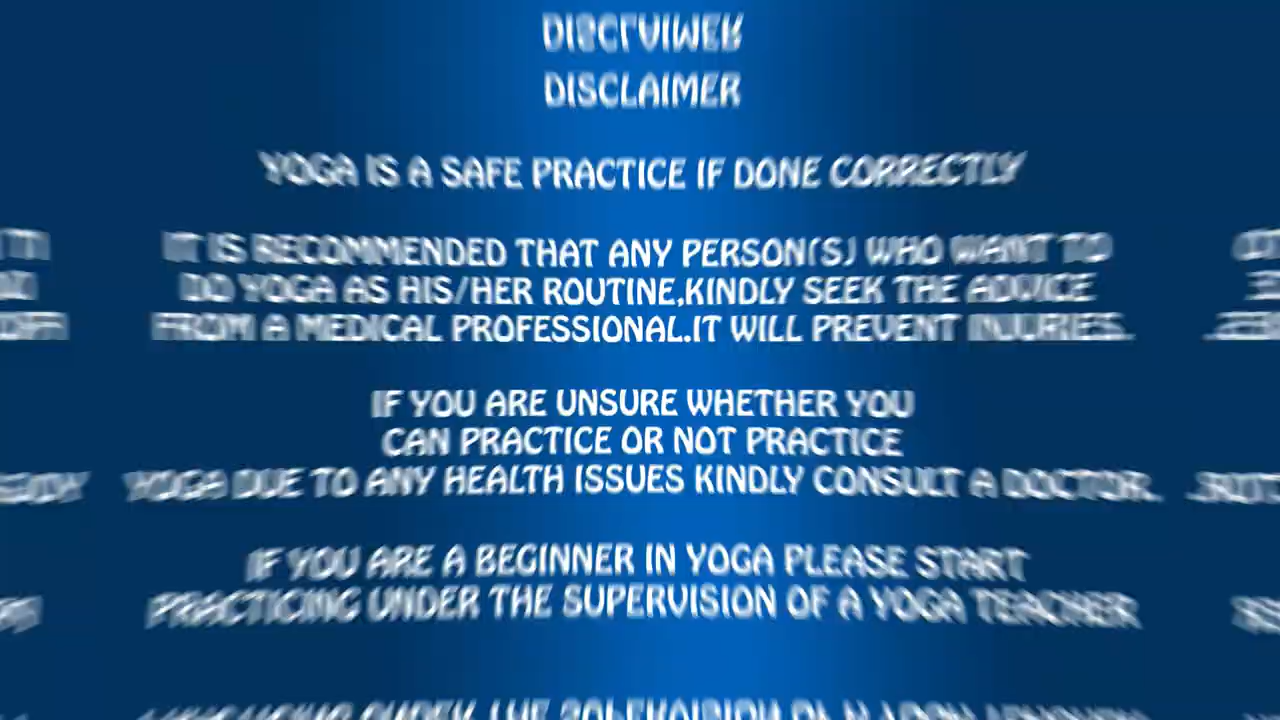 DISCLAIMER
YOGA IS A SAFE PRACTICE IF DONE CORRECTLY
IT IS RECOMMENDED THAT ANY PERSON(S) WHO WANT TO
DO YOGA AS HIS/HER ROUTINE,KINDLY SEEK THE ADVICE
FROM A MEDICAL PROFESSIONAL.IT WILL PREVENT INJURIES.
IF YOU ARE UNSURE WHETHER YOU
CAN PRACTICE OR NOT PRACTICE
YOGA DUE TO ANY HEALTH ISSUES KINDLY CONSULT A DOCTOR.
IF YOU ARE A BEGINNER IN YOGA PLEASE START
PRACTICING UNDER THE SUPERVISION OF A YOGA TEACHER